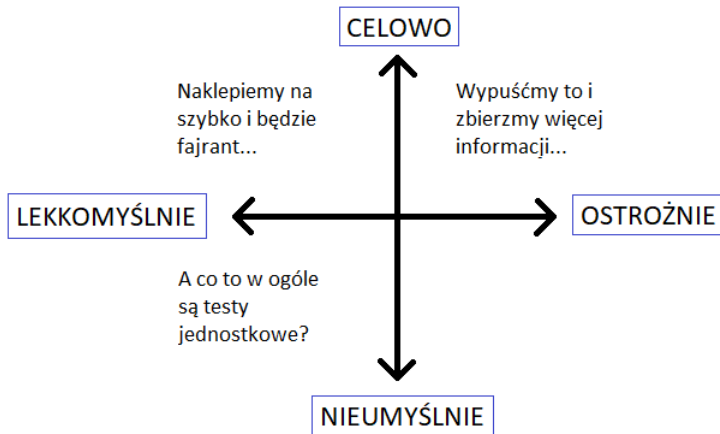 CELOWO
Naklepiemy na
szybko i będzie
fajrant...
Wypuśćmy to i
zbierzmy więcej
informacji...
LEKKOMYŚLNIE
OSTROŻNIE
A co to w ogóle
są testy
jednostkowe?
NIEUMYŚLNIE